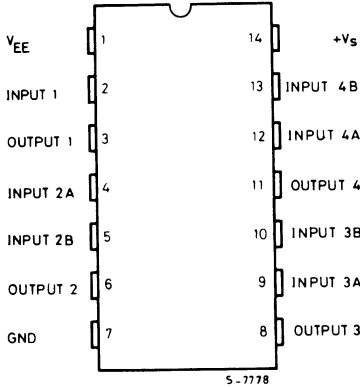 VEE 1 14 +Vs
INPUT 1 2 13 INPUT 4B
OUTPUT 1 3 12 INPUT 4A
INPUT 2A 4 11 OUTPUT 4
INPUT 2B 5 10 INPUT 3B
OUTPUT 2 6 9 INPUT 3A
GND 7 8 OUTPUT 3
S-7778